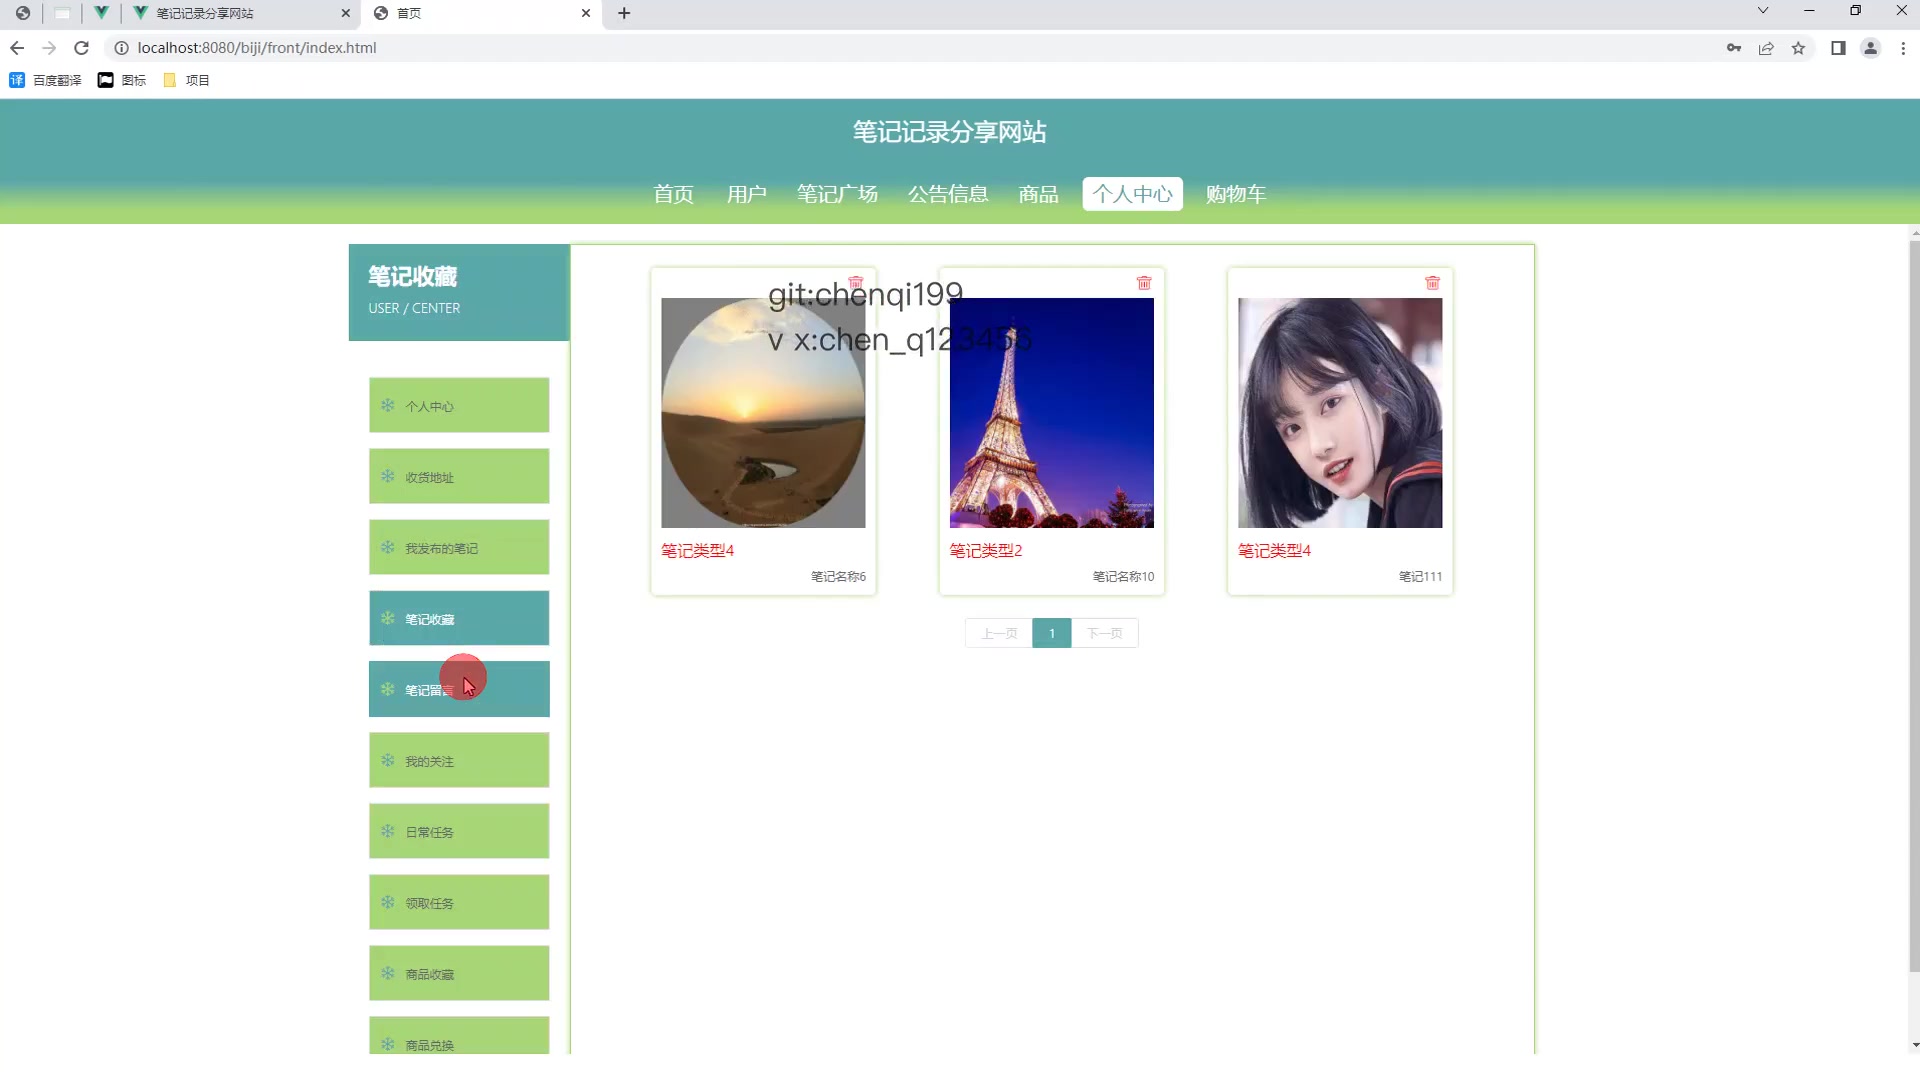 笔记记录分享网站
首页
localhost:8080/biji/front/index.html
百度翻译
图标
项目
笔记记录分享网站
首页 用户 笔记广场 公告信息 商品 个人中心 购物车
笔记收藏
USER / CENTER
个人中心
收货地址
我发布的笔记
笔记收藏
笔记留言
我的关注
日常任务
领取任务
商品收藏
商品兑换
git:chenqi199
v x:chen_q123456
笔记类型4
笔记名称6
笔记类型2
笔记名称10
笔记类型4
笔记111
上一页 1 下一页